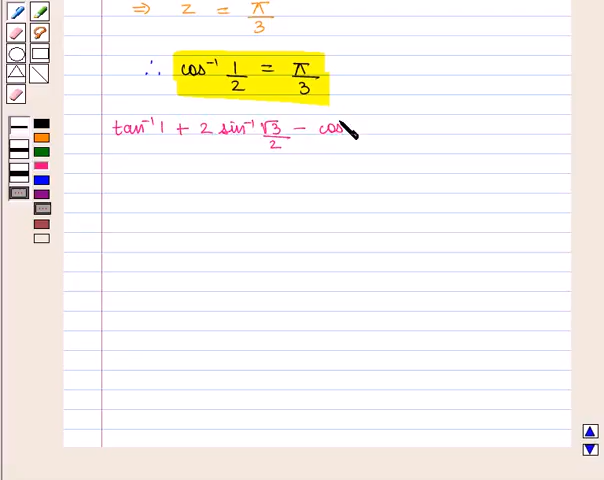 ⇒ z = π/3
∴ cos⁻¹ 1/2 = π/3
tan⁻¹ 1 + 2 sin⁻¹ √3/2 − cos